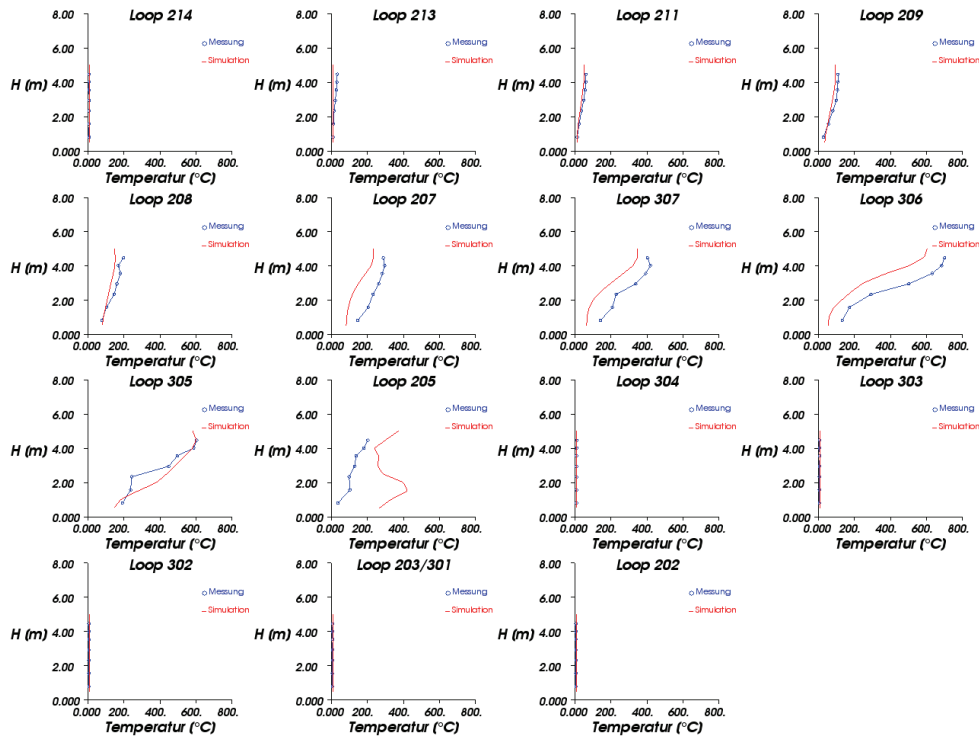 Loop 214
8.00
Messung
6.00
Simulation
H (m)
4.00
2.00
0.000
0.000 200. 400. 600. 800.
Temperatur (°C)
Loop 213
8.00
Messung
6.00
Simulation
H (m)
4.00
2.00
0.000
0.000 200. 400. 600. 800.
Temperatur (°C)
Loop 211
8.00
Messung
6.00
Simulation
H (m)
4.00
2.00
0.000
0.000 200. 400. 600. 800.
Temperatur (°C)
Loop 209
8.00
Messung
6.00
Simulation
H (m)
4.00
2.00
0.000
0.000 200. 400. 600. 800.
Temperatur (°C)
Loop 208
8.00
Messung
6.00
Simulation
H (m)
4.00
2.00
0.000
0.000 200. 400. 600. 800.
Temperatur (°C)
Loop 207
8.00
Messung
6.00
Simulation
H (m)
4.00
2.00
0.000
0.000 200. 400. 600. 800.
Temperatur (°C)
Loop 307
8.00
Messung
6.00
Simulation
H (m)
4.00
2.00
0.000
0.000 200. 400. 600. 800.
Temperatur (°C)
Loop 306
8.00
Messung
6.00
Simulation
H (m)
4.00
2.00
0.000
0.000 200. 400. 600. 800.
Temperatur (°C)
Loop 305
8.00
Messung
6.00
Simulation
H (m)
4.00
2.00
0.000
0.000 200. 400. 600. 800.
Temperatur (°C)
Loop 205
8.00
Messung
6.00
Simulation
H (m)
4.00
2.00
0.000
0.000 200. 400. 600. 800.
Temperatur (°C)
Loop 304
8.00
Messung
6.00
Simulation
H (m)
4.00
2.00
0.000
0.000 200. 400. 600. 800.
Temperatur (°C)
Loop 303
8.00
Messung
6.00
Simulation
H (m)
4.00
2.00
0.000
0.000 200. 400. 600. 800.
Temperatur (°C)
Loop 302
8.00
Messung
6.00
Simulation
H (m)
4.00
2.00
0.000
0.000 200. 400. 600. 800.
Temperatur (°C)
Loop 203/301
8.00
Messung
6.00
Simulation
H (m)
4.00
2.00
0.000
0.000 200. 400. 600. 800.
Temperatur (°C)
Loop 202
8.00
Messung
6.00
Simulation
H (m)
4.00
2.00
0.000
0.000 200. 400. 600. 800.
Temperatur (°C)